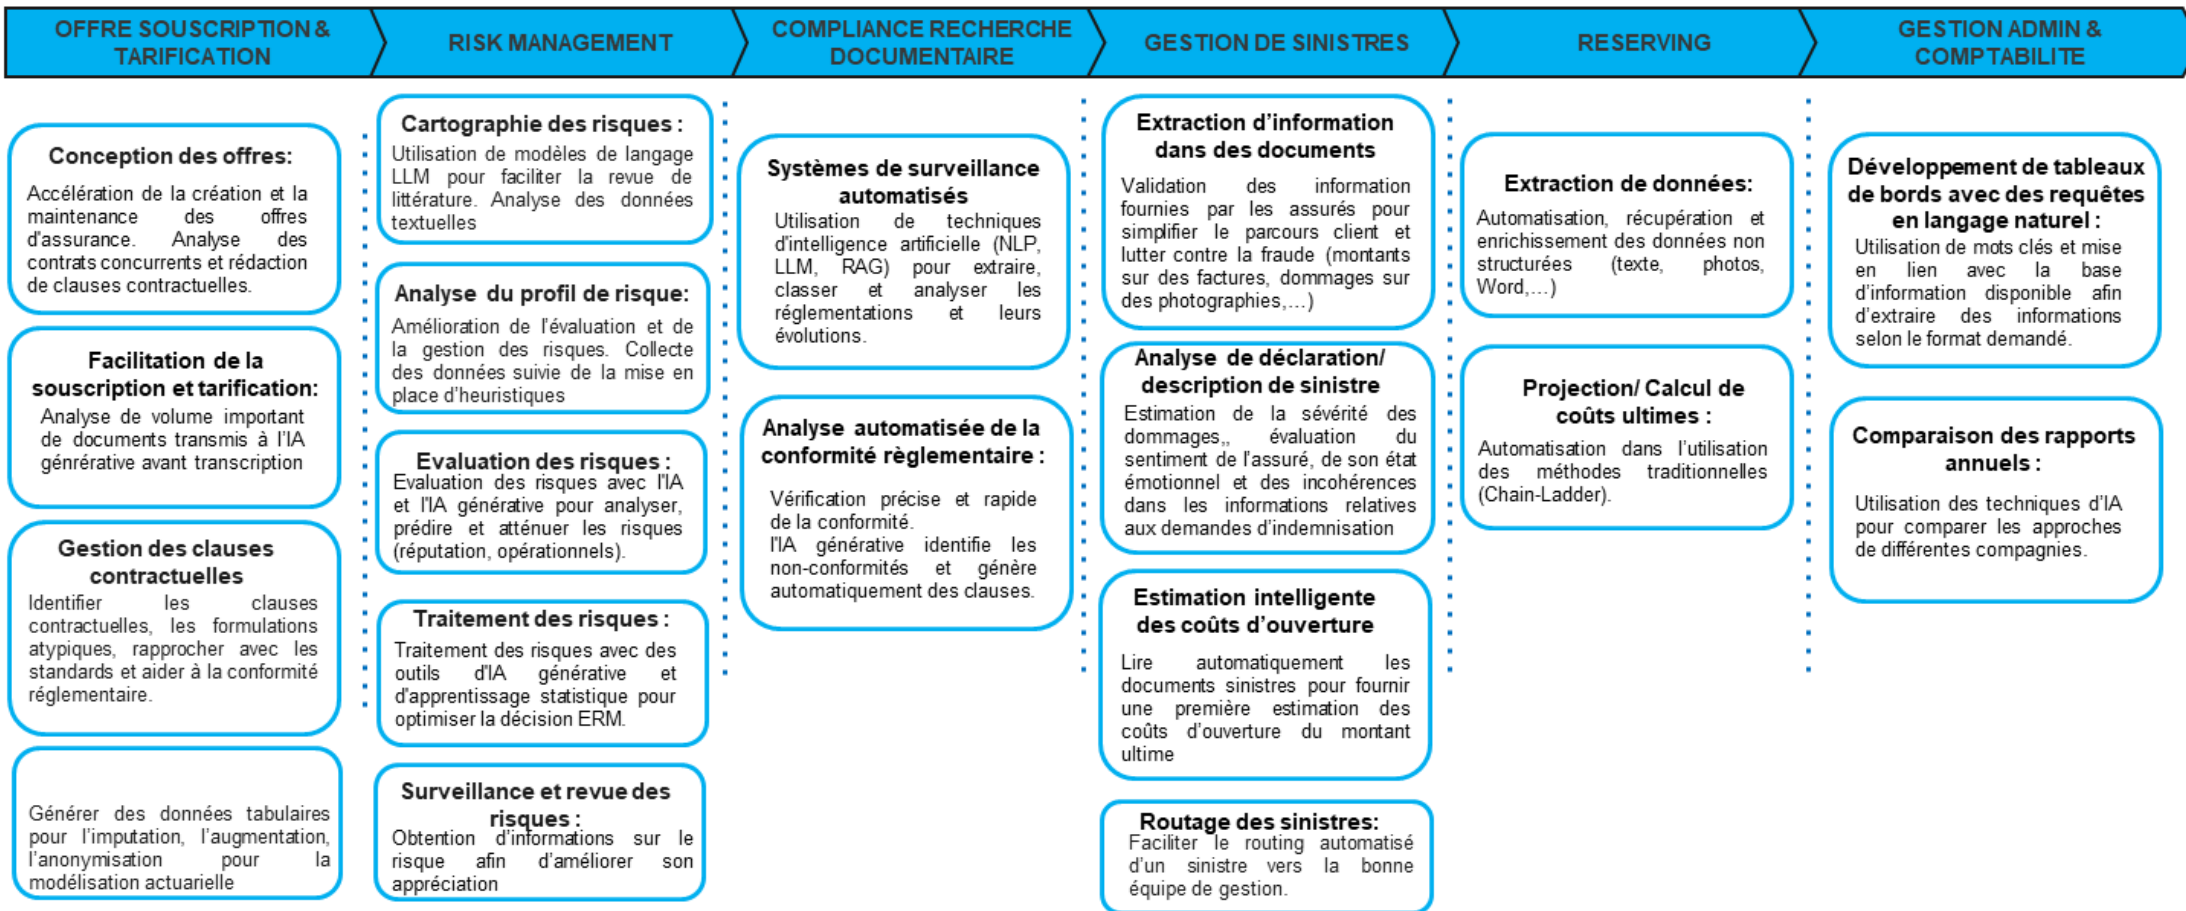 OFFRE SOUSCRIPTION &
TARIFICATION
RISK MANAGEMENT
COMPLIANCE RECHERCHE
DOCUMENTAIRE
GESTION DE SINISTRES
RESERVING
GESTION ADMIN &
COMPTABILITE
Conception des offres:
Accélération de la création et la
maintenance des offres
d'assurance. Analyse des
contrats concurrents et rédaction
de clauses contractuelles.
Facilitation de la
souscription et tarification:
Analyse de volume important
de documents transmis à l'IA
génrérative avant transcription
Gestion des clauses
contractuelles
Identifier les clauses
contractuelles, les formulations
atypiques, rapprocher avec les
standards et aider à la conformité
réglementaire.
Générer des données tabulaires
pour l'imputation, l'augmentation,
l'anonymisation pour la
modélisation actuarielle
Cartographie des risques :
Utilisation de modèles de langage
LLM pour faciliter la revue de
littérature. Analyse des données
textuelles
Analyse du profil de risque:
Amélioration de l'évaluation et de
la gestion des risques. Collecte
des données suivie de la mise en
place d'heuristiques
Evaluation des risques :
Evaluation des risques avec l'IA
et l'IA générative pour analyser,
prédire et atténuer les risques
(réputation, opérationnels).
Traitement des risques :
Traitement des risques avec des
outils d'IA générative et
d'apprentissage statistique pour
optimiser la décision ERM.
Surveillance et revue des
risques :
Obtention d'informations sur le
risque afin d'améliorer son
appréciation
Systèmes de surveillance
automatisés
Utilisation de techniques
d'intelligence artificielle (NLP,
LLM, RAG) pour extraire,
classer et analyser les
réglementations et leurs
évolutions.
Analyse automatisée de la
conformité règlementaire :
Vérification précise et rapide
de la conformité.
l'IA générative identifie les
non-conformités et génère
automatiquement des clauses.
Extraction d'information
dans des documents
Validation des information
fournies par les assurés pour
simplifier le parcours client et
lutter contre la fraude (montants
sur des factures, dommages sur
des photographies,…)
Analyse de déclaration/
description de sinistre
Estimation de la sévérité des
dommages,, évaluation du
sentiment de l'assuré, de son état
émotionnel et des incohérences
dans les informations relatives
aux demandes d'indemnisation
Estimation intelligente
des coûts d'ouverture
Lire automatiquement les
documents sinistres pour fournir
une première estimation des
coûts d'ouverture du montant
ultime
Routage des sinistres:
Faciliter le routing automatisé
d'un sinistre vers la bonne
équipe de gestion.
Extraction de données:
Automatisation, récupération et
enrichissement des données non
structurées (texte, photos,
Word,…)
Projection/ Calcul de
coûts ultimes :
Automatisation dans l'utilisation
des méthodes traditionnelles
(Chain-Ladder).
Développement de tableaux
de bords avec des requêtes
en langage naturel :
Utilisation de mots clés et mise
en lien avec la base
d'information disponible afin
d'extraire des informations
selon le format demandé.
Comparaison des rapports
annuels :
Utilisation des techniques d'IA
pour comparer les approches
de différentes compagnies.